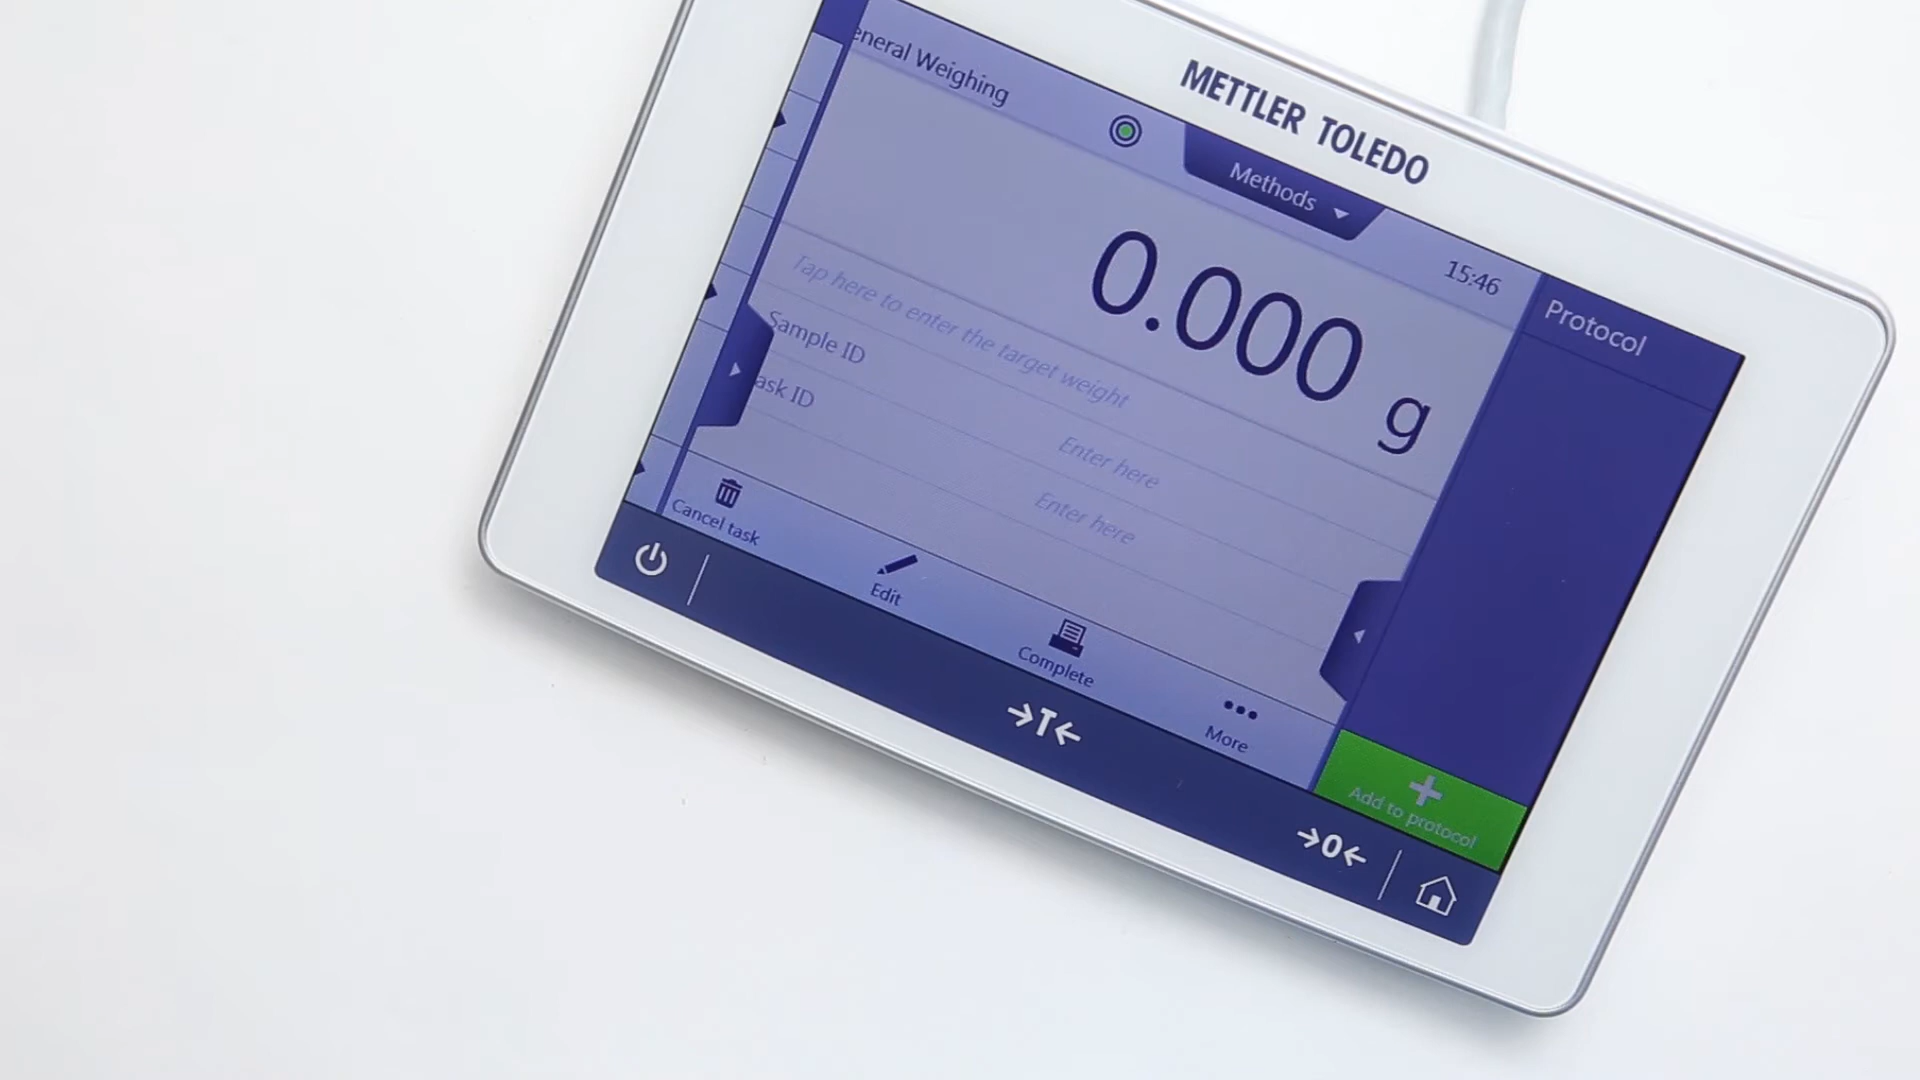 METTLER TOLEDO
eneral Weighing
Methods
15:46
Protocol
0.000 g
Tap here to enter the target weight
Sample ID
Enter here
ask ID
Enter here
Cancel task
Edit
Complete
More
Add to protocol
→T←
→0←